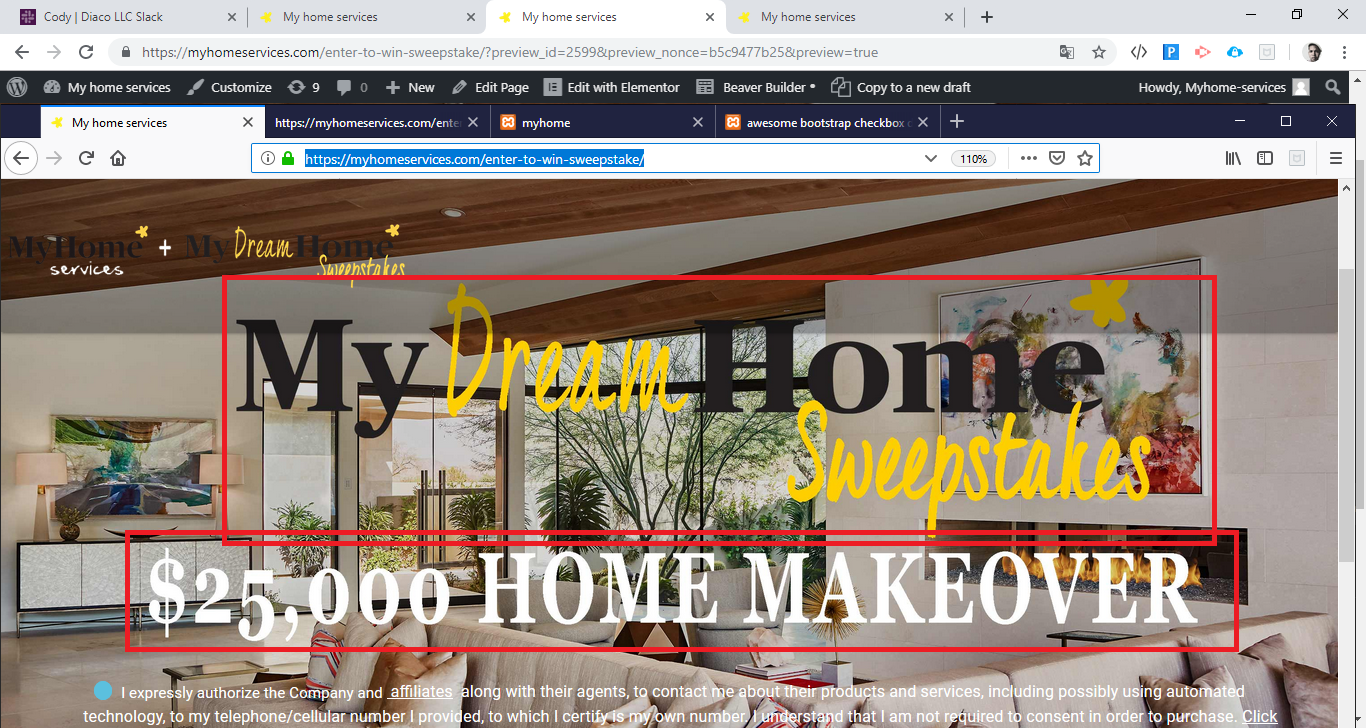 Cody | Diaco LLC Slack
My home services
My home services
My home services
https://myhomeservices.com/enter-to-win-sweepstake/?preview_id=2599&preview_nonce=b5c9477b25&preview=true
My home services Customize 9 0 New Edit Page Edit with Elementor Beaver Builder Copy to a new draft Howdy, Myhome-services
My home services
https://myhomeservices.com/ente
myhome
awesome bootstrap checkbox
https://myhomeservices.com/enter-to-win-sweepstake/
110%
MyHome services + My Dream Home Sweepstakes
My Dream Home
Sweepstakes
$25,000 HOME MAKEOVER
I expressly authorize the Company and affiliates along with their agents, to contact me about their products and services, including possibly using automated
technology, to my telephone/cellular number I provided, to which I certify is my own number. I understand that I am not required to consent in order to purchase. Click